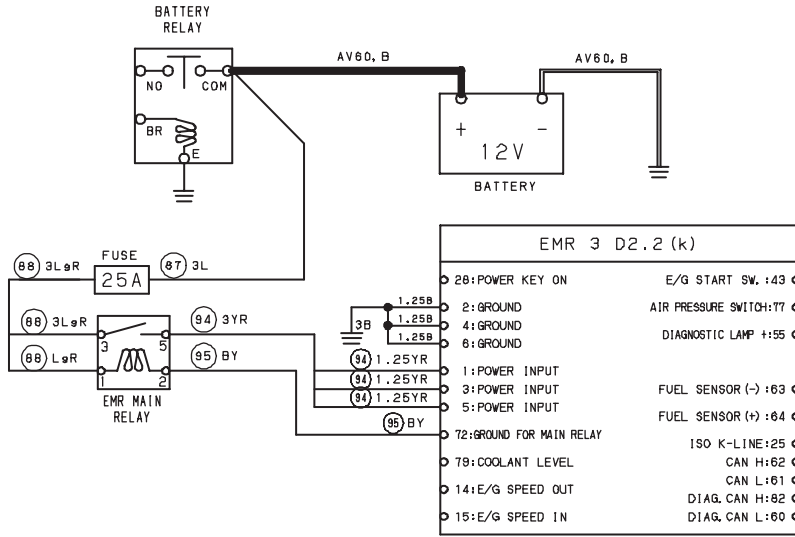 BATTERY
RELAY
NO
COM
BR
E
AV60, B
AV60, B
+
-
12V
BATTERY
88 3LgR
FUSE
25A
87 3L
88 3LgR
3
5
94 3YR
88 LgR
1
2
95 BY
EMR MAIN
RELAY
EMR 3 D2.2(k)
28:POWER KEY ON
E/G START SW. :43
1.25B
2:GROUND
AIR PRESSURE SWITCH:77
3B
1.25B
4:GROUND
DIAGNOSTIC LAMP +:55
1.25B
6:GROUND
94 1.25YR
1:POWER INPUT
94 1.25YR
3:POWER INPUT
FUEL SENSOR(-) :63
94 1.25YR
5:POWER INPUT
FUEL SENSOR(+) :64
95 BY
72:GROUND FOR MAIN RELAY
ISO K-LINE:25
79:COOLANT LEVEL
CAN H:62
CAN L:61
14:E/G SPEED OUT
DIAG. CAN H:82
15:E/G SPEED IN
DIAG. CAN L:60